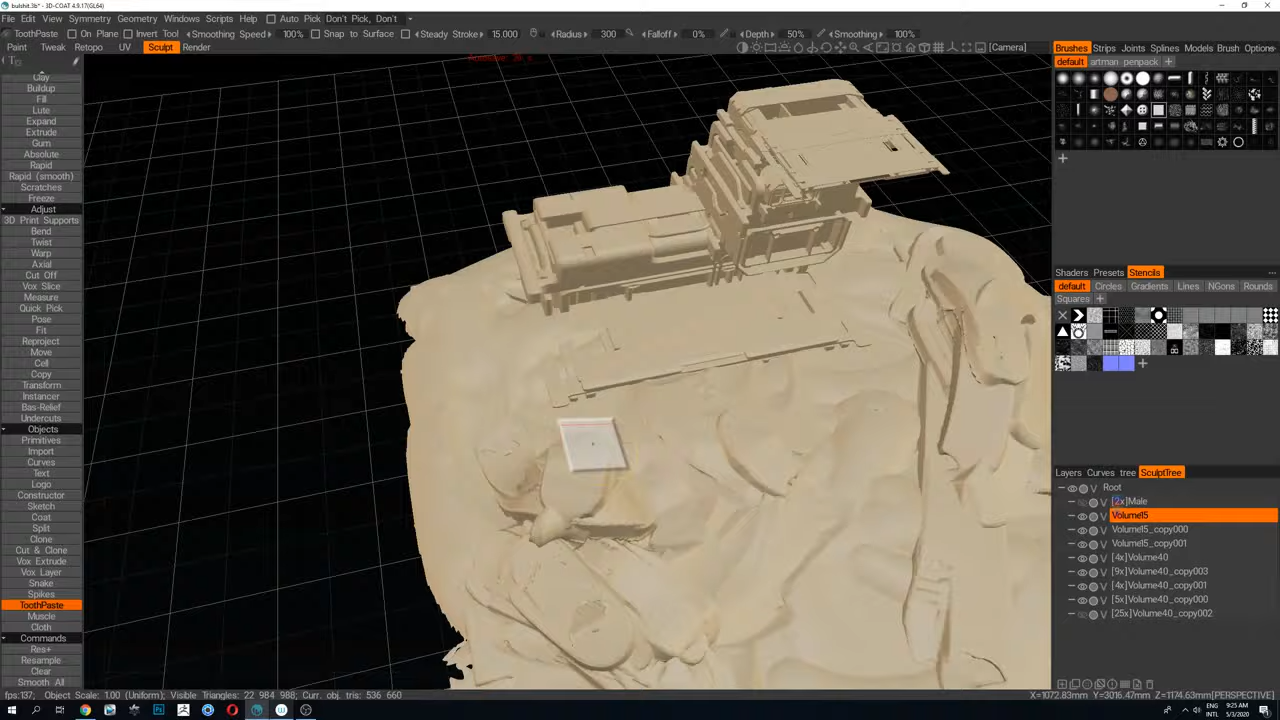 bulshit.3b* - 3D-COAT 4.9.17(GL64)
File Edit View Symmetry Geometry Windows Scripts Help Auto Pick Don't Pick, Don't
ToothPaste On Plane Invert Tool Smoothing Speed 100% Snap to Surface Steady Stroke 15.000 Radius 300 Falloff 0% Depth 50% Smoothing 100%
Paint Tweak Retopo UV Sculpt Render
[Camera]
Clay
Buildup
Fill
Lute
Expand
Extrude
Gum
Absolute
Rapid
Rapid (smooth)
Scratches
Freeze
Adjust
3D Print Supports
Bend
Twist
Warp
Axial
Cut Off
Vox Slice
Measure
Quick Pick
Pose
Fit
Reproject
Move
Cell
Copy
Transform
Instancer
Bas-Relief
Undercuts
Objects
Primitives
Import
Curves
Text
Logo
Constructor
Sketch
Coat
Split
Clone
Cut & Clone
Vox Extrude
Vox Layer
Snake
Spikes
ToothPaste
Muscle
Cloth
Commands
Res+
Resample
Clear
Smooth All
Brushes Strips Joints Splines Models Brush Options
default artman penpack
Shaders Presets Stencils
default Circles Gradients Lines NGons Rounds
Squares
Layers Curves tree SculptTree
Root
[2x]Male
Volume15
Volume15_copy000
Volume15_copy001
[4x]Volume40
[9x]Volume40_copy003
[4x]Volume40_copy001
[5x]Volume40_copy000
[25x]Volume40_copy002
fps:137; Object Scale: 1.00 (Uniform); Visible Triangles: 22 984 988; Curr. obj. tris: 536 660
X=1072.83mm Y=3016.47mm Z=1174.63mm[PERSPECTIVE]
ENG
INTL
9:25 AM
5/3/2020